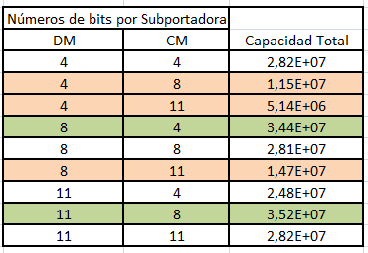 Números de bits por Subportadora
DM CM Capacidad Total
4 4 2,82E+07
4 8 1,15E+07
4 11 5,14E+06
8 4 3,44E+07
8 8 2,81E+07
8 11 1,47E+07
11 4 2,48E+07
11 8 3,52E+07
11 11 2,82E+07